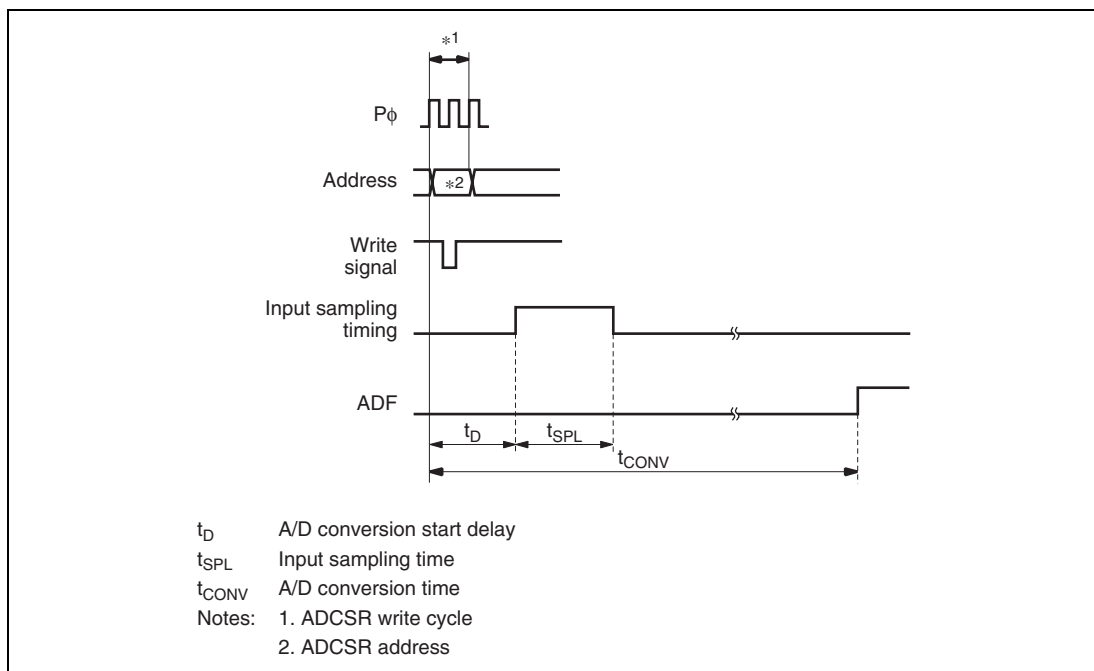 *1
Pϕ
Address
*2
Write
signal
Input sampling
timing
ADF
tD
tSPL
tCONV
tD A/D conversion start delay
tSPL Input sampling time
tCONV A/D conversion time
Notes: 1. ADCSR write cycle
2. ADCSR address